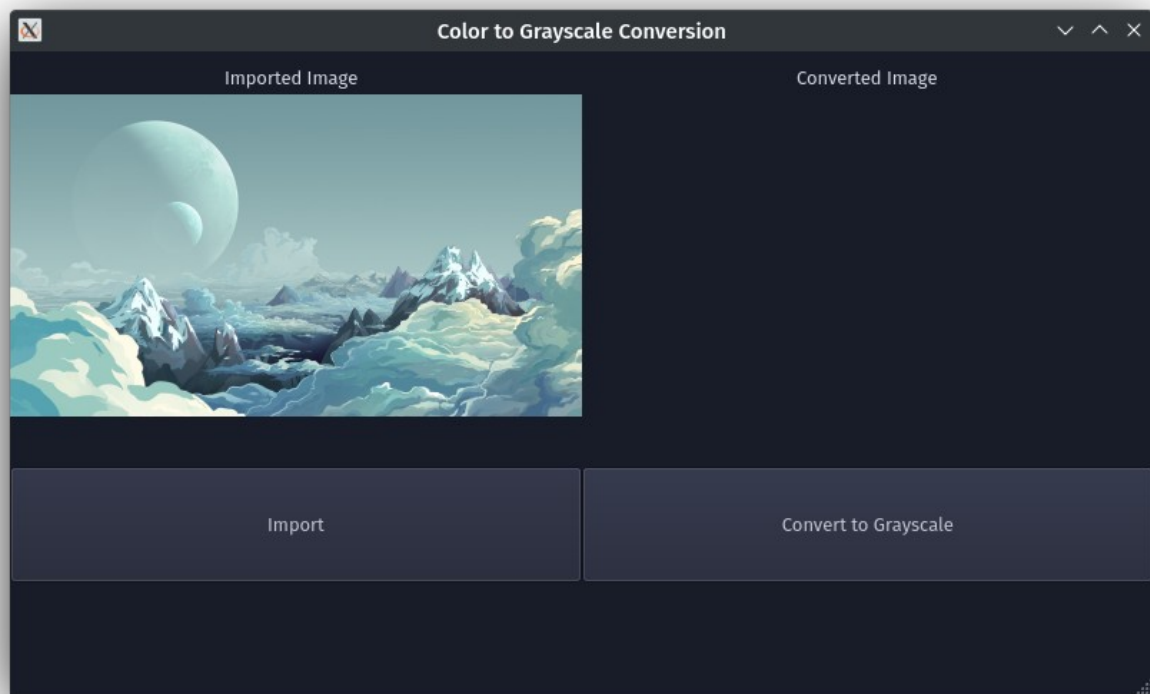 Color to Grayscale Conversion
Imported Image
Converted Image
Import
Convert to Grayscale